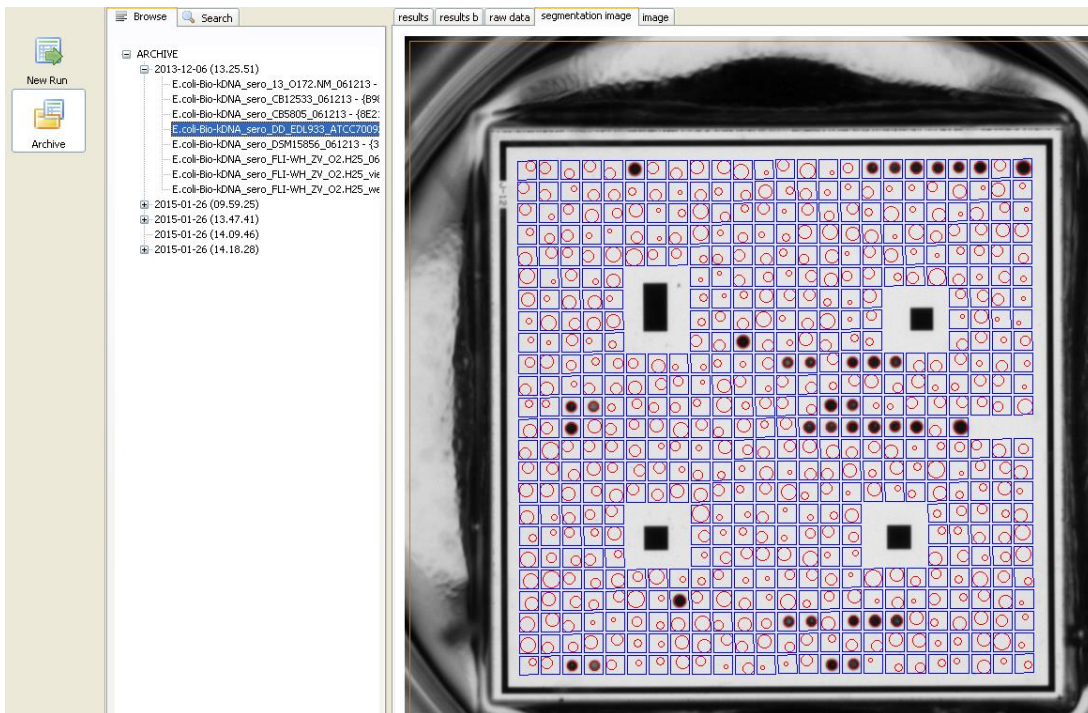 Browse
Search
results
results b
raw data
segmentation image
image
New Run
Archive
ARCHIVE
2013-12-06 (13.25.51)
E.coli-Bio-kDNA_sero_13_O172.NM_061213 -
E.coli-Bio-kDNA_sero_CB12533_061213 - {B9
E.coli-Bio-kDNA_sero_CB5805_061213 - {8E2
E.coli-Bio-kDNA_sero_DD_EDL933_ATCC7009
E.coli-Bio-kDNA_sero_DSM15856_061213 - {3
E.coli-Bio-kDNA_sero_FLI-WH_ZV_O2.H25_06
E.coli-Bio-kDNA_sero_FLI-WH_ZV_O2.H25_vie
E.coli-Bio-kDNA_sero_FLI-WH_ZV_O2.H25_we
2015-01-26 (09.59.25)
2015-01-26 (13.47.41)
2015-01-26 (14.09.46)
2015-01-26 (14.18.28)